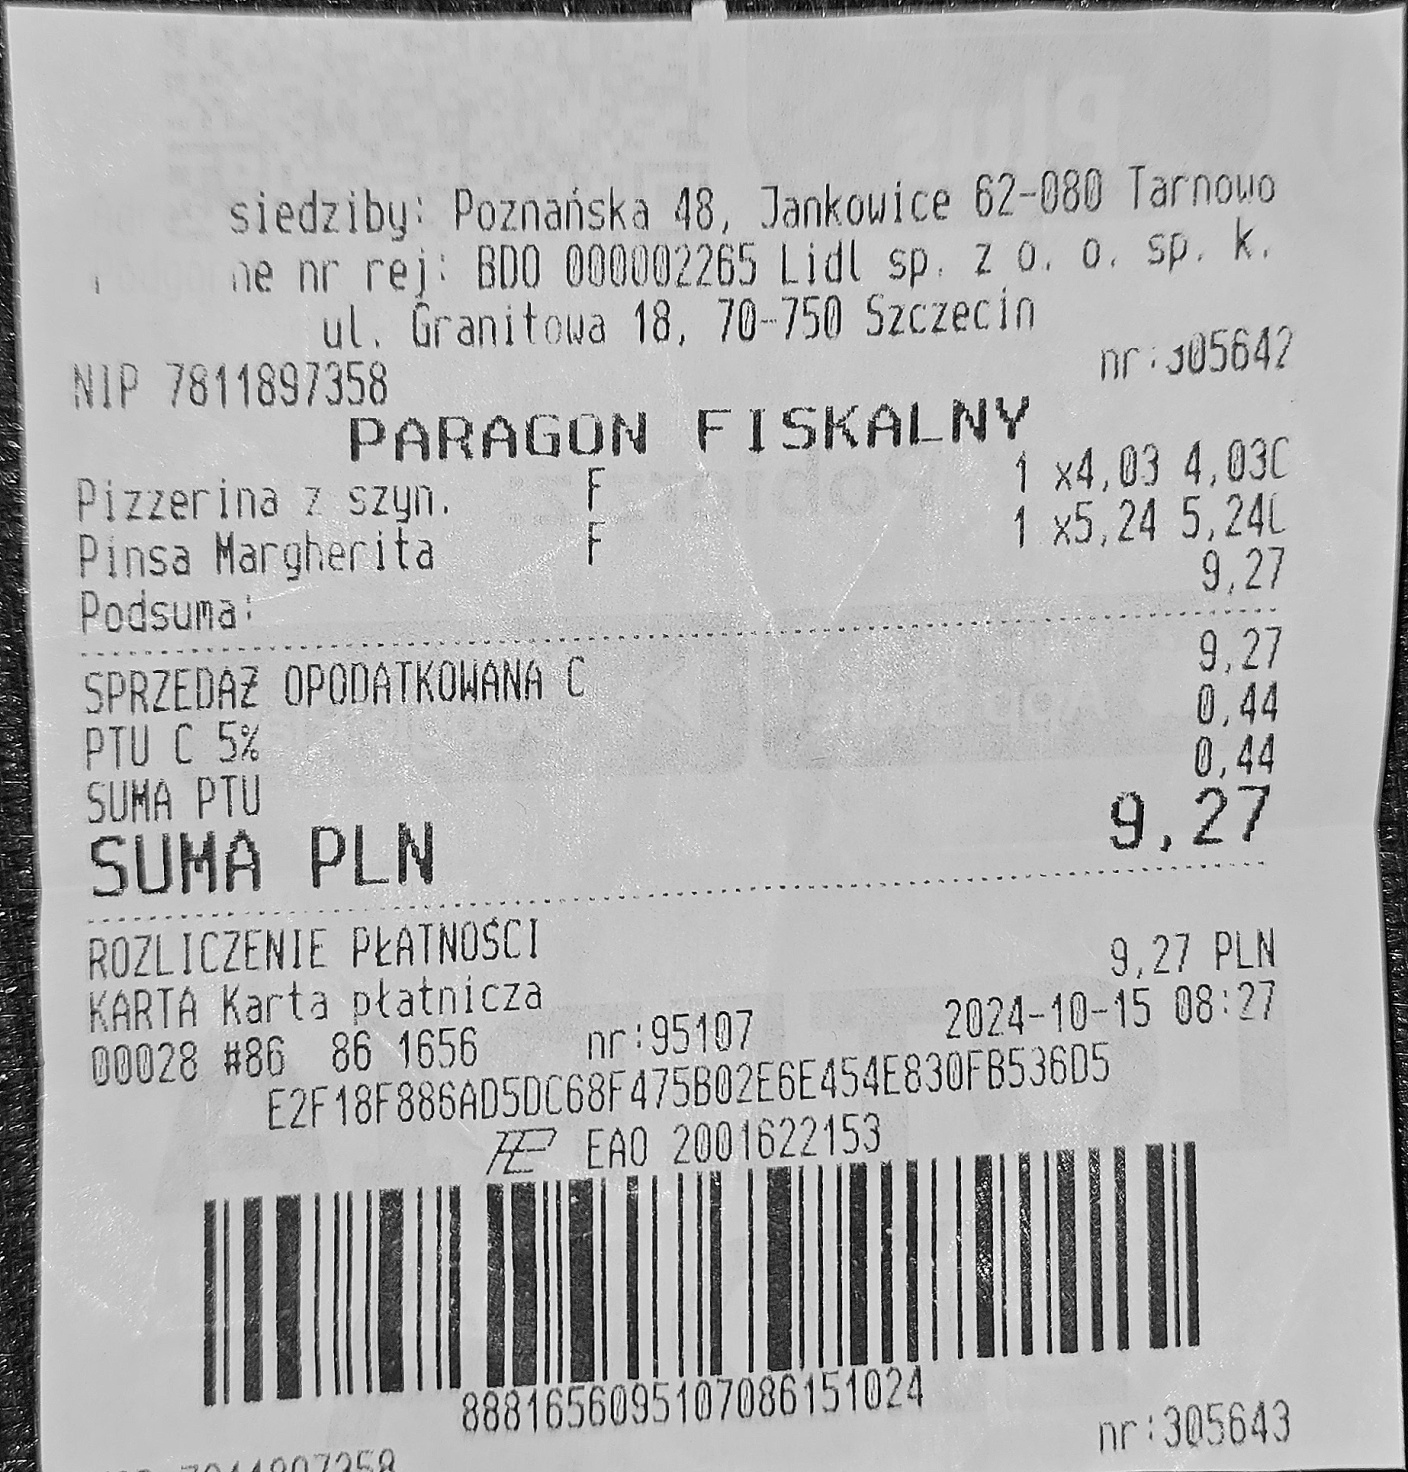 siedziby: Poznańska 48, Jankowice 62-080 Tarnowo
ne nr rej: BDO 000002265 Lidl sp. z o. o. sp. k.
ul. Granitowa 18, 70-750 Szczecin
NIP 7811897358 nr:305642
PARAGON FISKALNY
Pizzerina z szyn. F 1 x4,03 4,03C
Pinsa Margherita F 1 x5,24 5,24C
Podsuma: 9,27
SPRZEDAŻ OPODATKOWANA C 9,27
PTU C 5% 0,44
SUMA PTU 0,44
SUMA PLN 9,27
ROZLICZENIE PŁATNOŚCI
KARTA Karta płatnicza 9,27 PLN
00028 #86 86 1656 nr:95107 2024-10-15 08:27
E2F18F886AD5DC68F475B02E6E454E830FB536D5
EAO 2001622153
8881656095107086151024
nr:305643